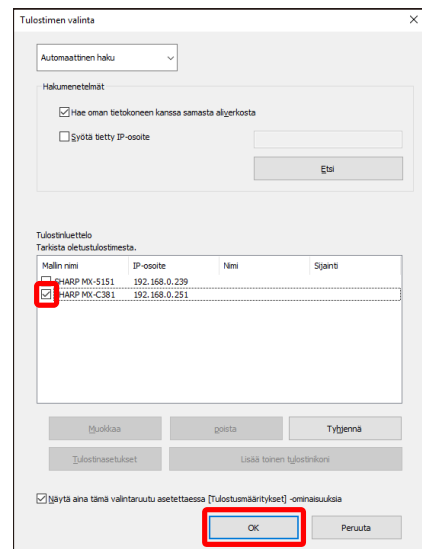 Tulostimen valinta
Automaattinen haku
Hakumenetelmät
Hae oman tietokoneen kanssa samasta aliverkosta
Syötä tietty IP-osoite
Etsi
Tulostinluettelo
Tarkista oletustulostimesta.
Mallin nimi IP-osoite Nimi Sijainti
SHARP MX-5151 192.168.0.239
SHARP MX-C381 192.168.0.251
Muokkaa poista Tyhjennä
Tulostinasetukset Lisää toinen tulostinikoni
Näytä aina tämä valintaruutu asetettaessa [Tulostusmääritykset] -ominaisuuksia
OK Peruuta